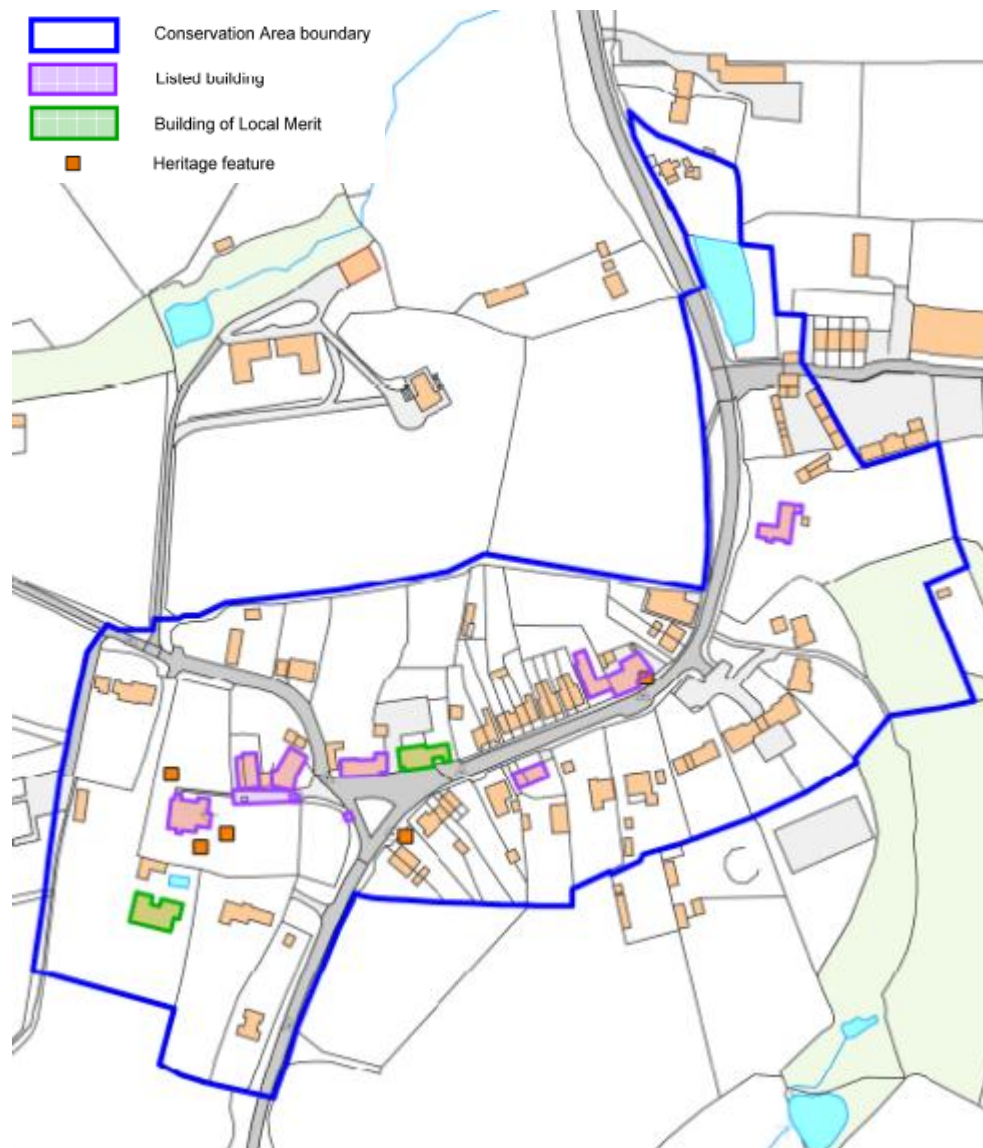 Conservation Area boundary
Listed building
Building of Local Merit
Heritage feature